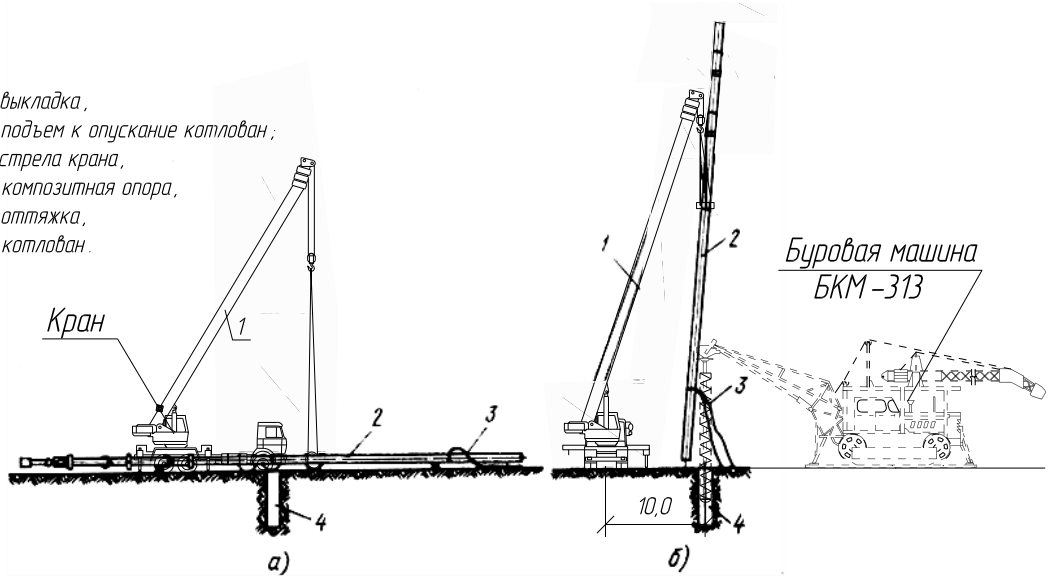 выкладка,
подъем к опускание котлован;
стрела крана,
композитная опора,
оттяжка,
котлован.
Кран
1
2
3
4
а)
1
2
3
4
10,0
б)
Буровая машина
БКМ-313